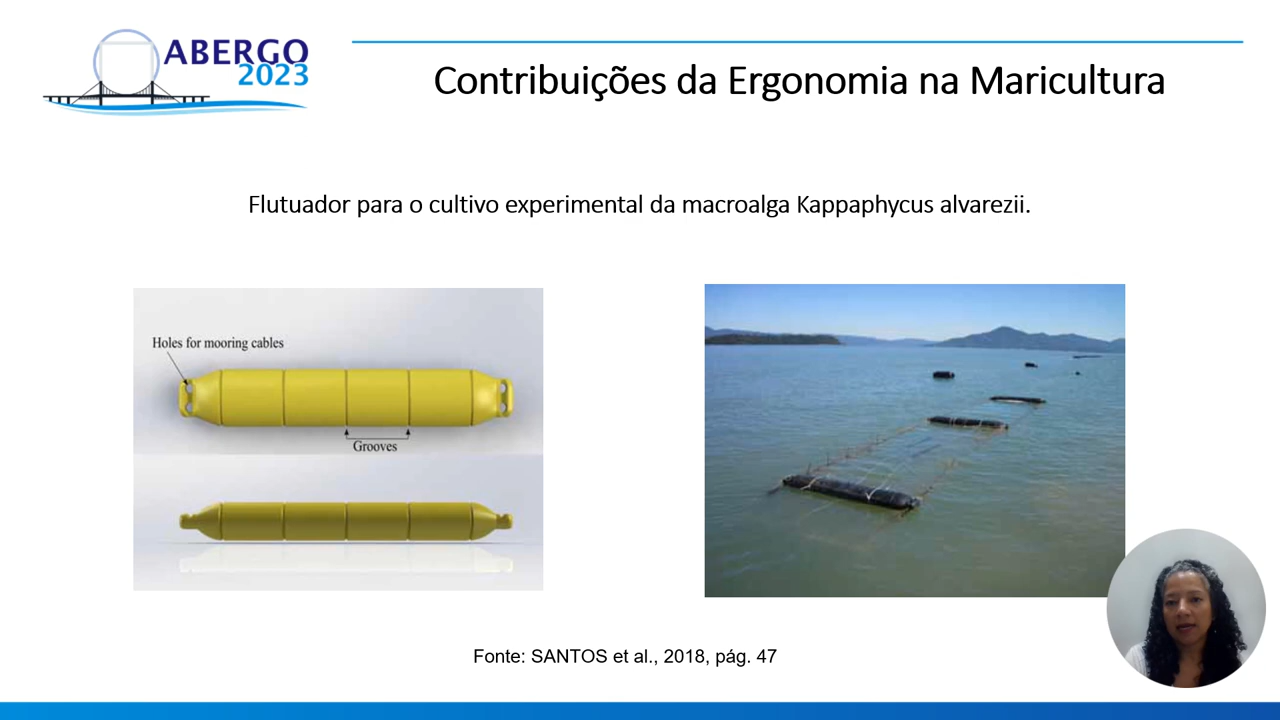 ABERGO
2023
Contribuições da Ergonomia na Maricultura
Flutuador para o cultivo experimental da macroalga Kappaphycus alvarezii.
Holes for mooring cables
Grooves
Fonte: SANTOS et al., 2018, pág. 47